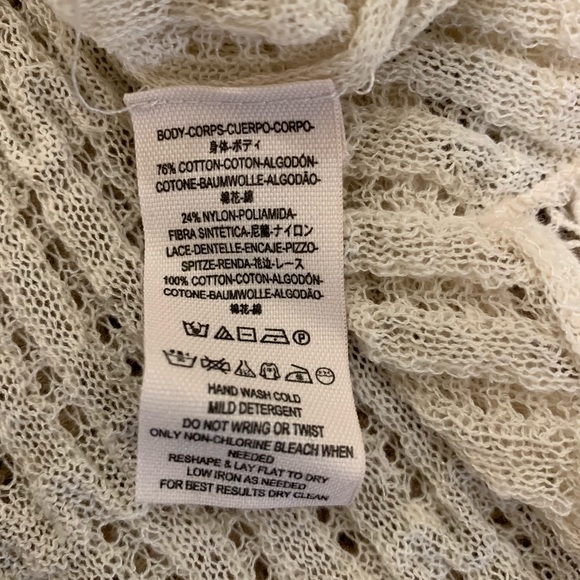 BODY-CORPS-CUERPO-CORPO-
身体-ボディ
76% COTTON-COTON-ALGODÓN-
COTONE-BAUMWOLLE-ALGODÃO-
棉花-綿
24% NYLON-POLIAMIDA-
FIBRA SINTÉTICA-尼龍-ナイロン
LACE-DENTELLE-ENCAJE-PIZZO-
SPITZE-RENDA-花边-レース
100% COTTON-COTON-ALGODÓN-
COTONE-BAUMWOLLE-ALGODÃO-
棉花-綿
P
HAND WASH COLD
MILD DETERGENT
DO NOT WRING OR TWIST
ONLY NON-CHLORINE BLEACH WHEN
NEEDED
RESHAPE & LAY FLAT TO DRY
LOW IRON AS NEEDED
FOR BEST RESULTS DRY CLEAN